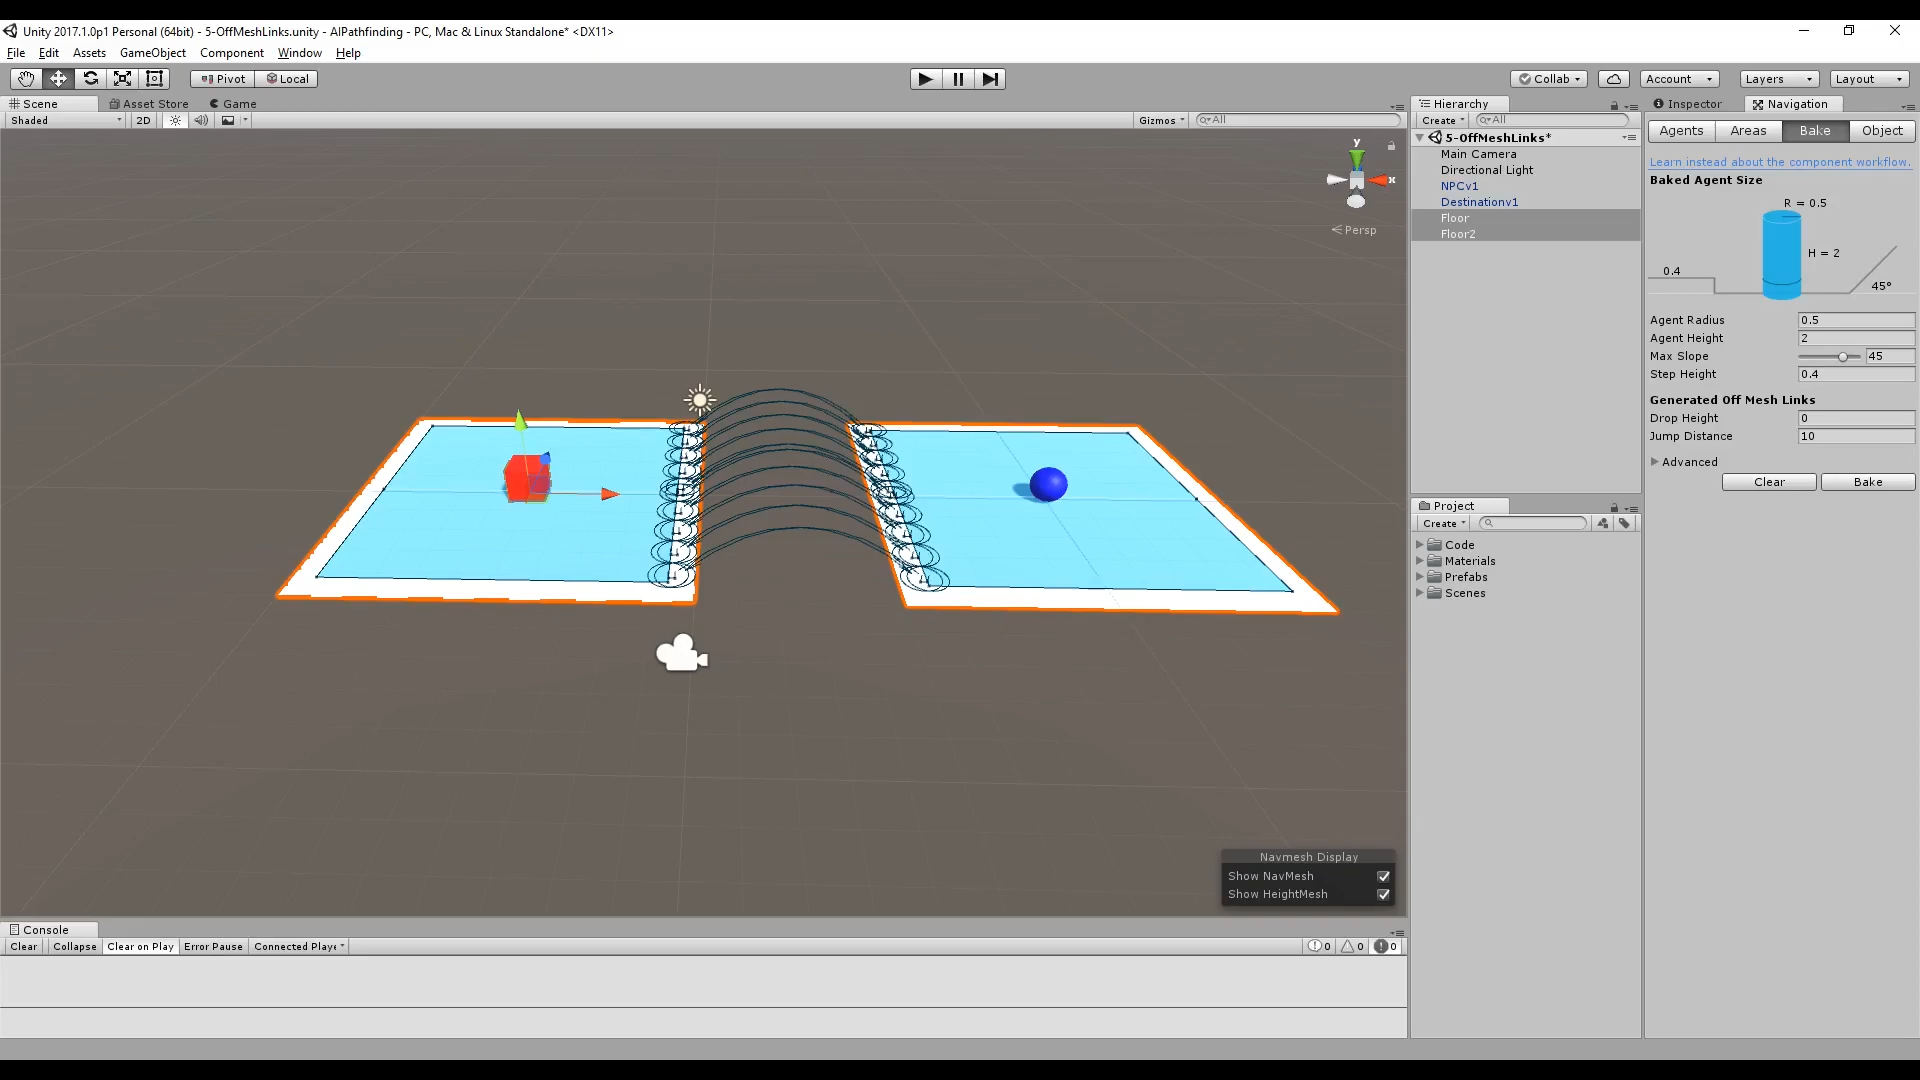 Unity 2017.1.0p1 Personal (64bit) - 5-OffMeshLinks.unity - AIPathfinding - PC, Mac & Linux Standalone* <DX11>
File Edit Assets GameObject Component Window Help
Pivot Local Collab Account Layers Layout
Scene Asset Store Game
Shaded 2D Gizmos All
y
x
Persp
Hierarchy
Create All
5-OffMeshLinks*
Main Camera
Directional Light
NPCv1
Destinationv1
Floor
Floor2
Project
Create
Code
Materials
Prefabs
Scenes
Inspector Navigation
Agents Areas Bake Object
Learn instead about the component workflow.
Baked Agent Size
R = 0.5
H = 2
0.4
45°
Agent Radius 0.5
Agent Height 2
Max Slope 45
Step Height 0.4
Generated Off Mesh Links
Drop Height 0
Jump Distance 10
Advanced
Clear Bake
Navmesh Display
Show NavMesh
Show HeightMesh
Console
Clear Collapse Clear on Play Error Pause Connected Playe 0 0 0